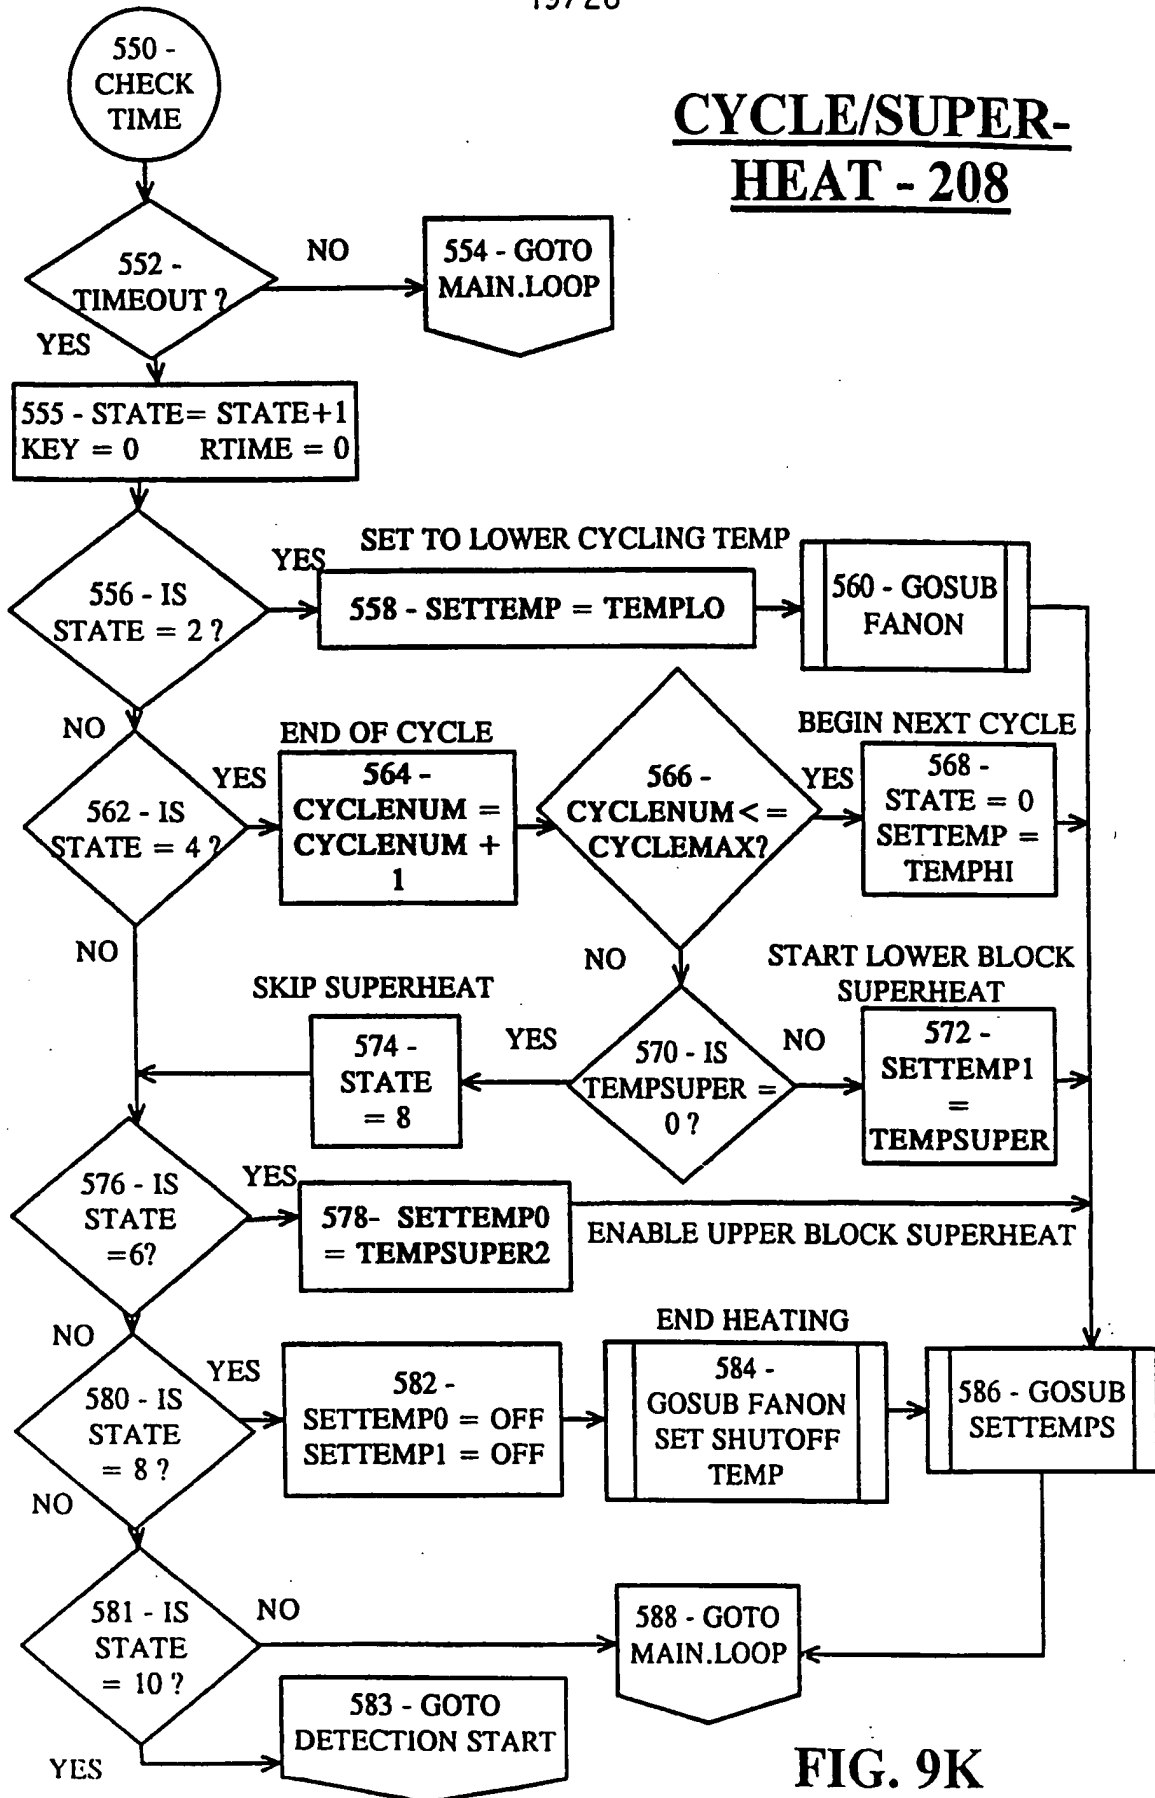 19/26
550 -
CHECK
TIME
CYCLE/SUPER-
HEAT - 208
552 -
TIMEOUT ?
NO
554 - GOTO
MAIN.LOOP
YES
555 - STATE= STATE+1
KEY = 0 RTIME = 0
556 - IS
STATE = 2 ?
YES
SET TO LOWER CYCLING TEMP
558 - SETTEMP = TEMPLO
560 - GOSUB
FANON
NO
562 - IS
STATE = 4 ?
YES
END OF CYCLE
564 -
CYCLENUM =
CYCLENUM +
1
566 -
CYCLENUM< =
CYCLEMAX?
YES
BEGIN NEXT CYCLE
568 -
STATE = 0
SETTEMP =
TEMPHI
NO
NO
START LOWER BLOCK
SUPERHEAT
SKIP SUPERHEAT
574 -
STATE
= 8
YES
570 - IS
TEMPSUPER =
0 ?
NO
572 -
SETTEMP1
=
TEMPSUPER
576 - IS
STATE
=6?
YES
578- SETTEMP0
= TEMPSUPER2
ENABLE UPPER BLOCK SUPERHEAT
NO
580 - IS
STATE
= 8 ?
YES
582 -
SETTEMP0 = OFF
SETTEMP1 = OFF
END HEATING
584 -
GOSUB FANON
SET SHUTOFF
TEMP
586 - GOSUB
SETTEMPS
NO
581 - IS
STATE
= 10 ?
NO
588 - GOTO
MAIN.LOOP
YES
583 - GOTO
DETECTION START
FIG. 9K